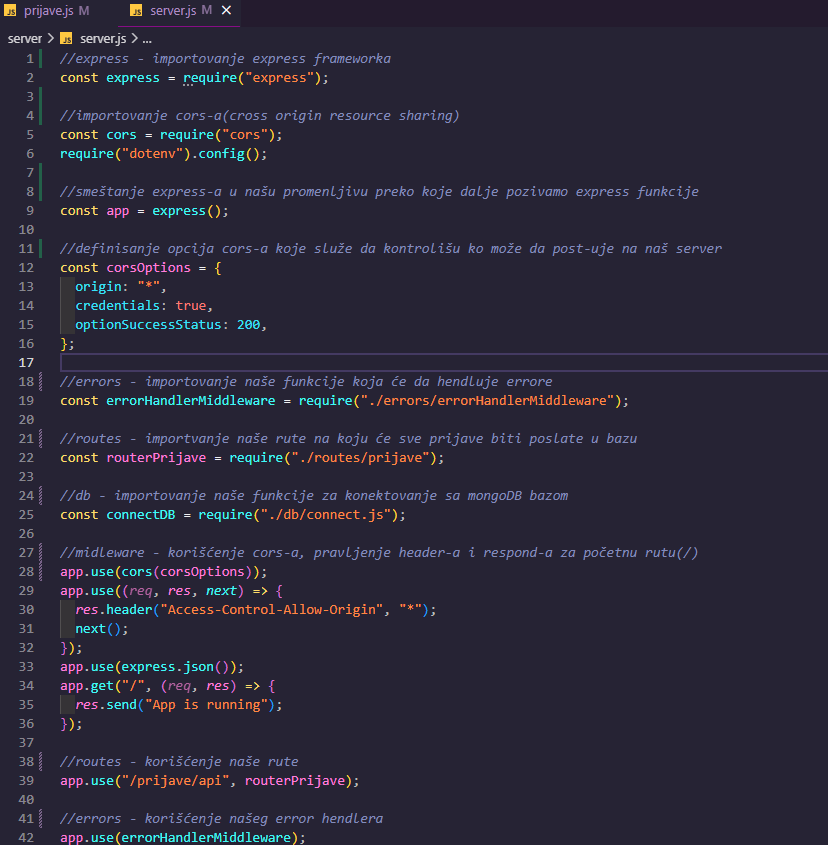 JS prijave.js M
JS server.js M ×
server > JS server.js > ...
1 //express - importovanje express frameworka
2 const express = require("express");
3
4 //importovanje cors-a(cross origin resource sharing)
5 const cors = require("cors");
6 require("dotenv").config();
7
8 //smeštanje express-a u našu promenljivu preko koje dalje pozivamo express funkcije
9 const app = express();
10
11 //definisanje opcija cors-a koje služe da kontrolišu ko može da post-uje na naš server
12 const corsOptions = {
13 origin: "*",
14 credentials: true,
15 optionSuccessStatus: 200,
16 };
17
18 //errors - importovanje naše funkcije koja će da hendluje errore
19 const errorHandlerMiddleware = require("./errors/errorHandlerMiddleware");
20
21 //routes - importvanje naše rute na koju će sve prijave biti poslate u bazu
22 const routerPrijave = require("./routes/prijave");
23
24 //db - importovanje naše funkcije za konektovanje sa mongoDB bazom
25 const connectDB = require("./db/connect.js");
26
27 //midleware - korišćenje cors-a, pravljenje header-a i respond-a za početnu rutu(/)
28 app.use(cors(corsOptions));
29 app.use((req, res, next) => {
30 res.header("Access-Control-Allow-Origin", "*");
31 next();
32 });
33 app.use(express.json());
34 app.get("/", (req, res) => {
35 res.send("App is running");
36 });
37
38 //routes - korišćenje naše rute
39 app.use("/prijave/api", routerPrijave);
40
41 //errors - korišćenje našeg error hendlera
42 app.use(errorHandlerMiddleware);